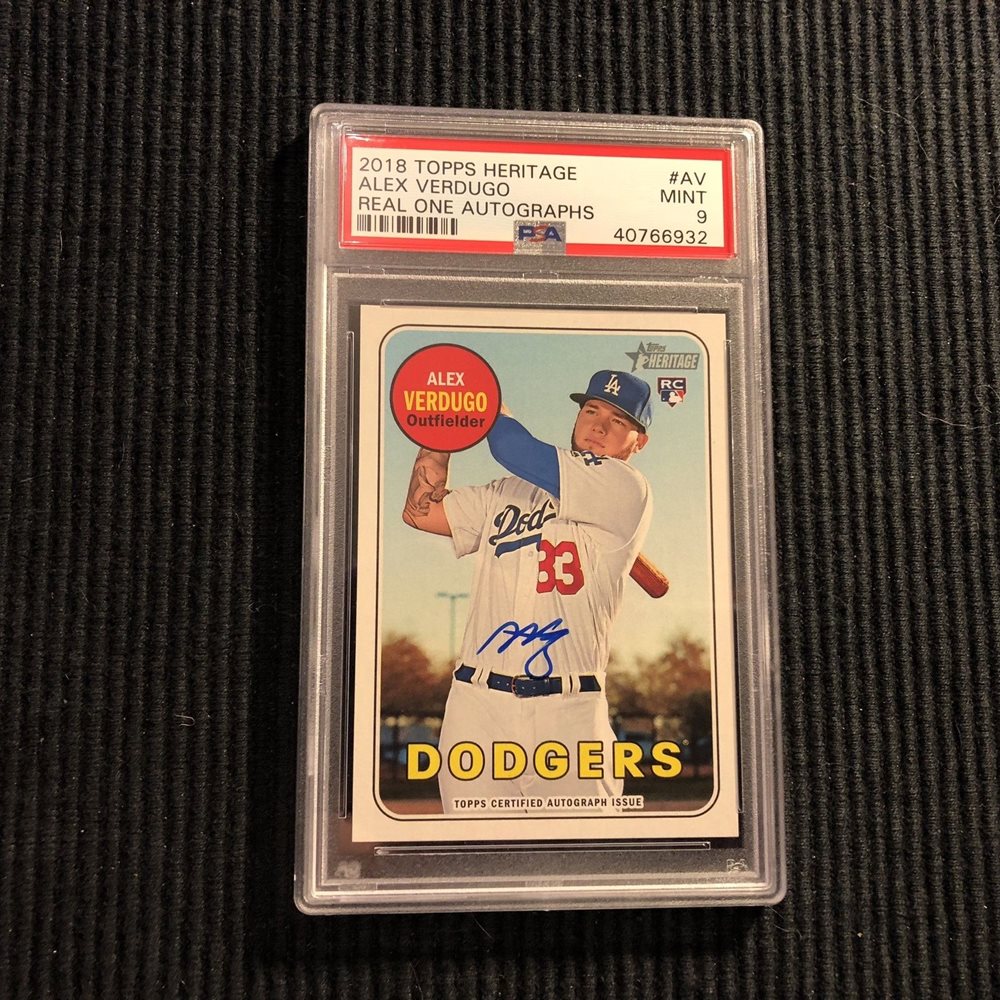 2018 TOPPS HERITAGE #AV
ALEX VERDUGO MINT
REAL ONE AUTOGRAPHS 9
PSA 40766932
ALEX
VERDUGO
Outfielder
Topps
HERITAGE
RC
LA
Dod
33
DODGERS
TOPPS CERTIFIED AUTOGRAPH ISSUE